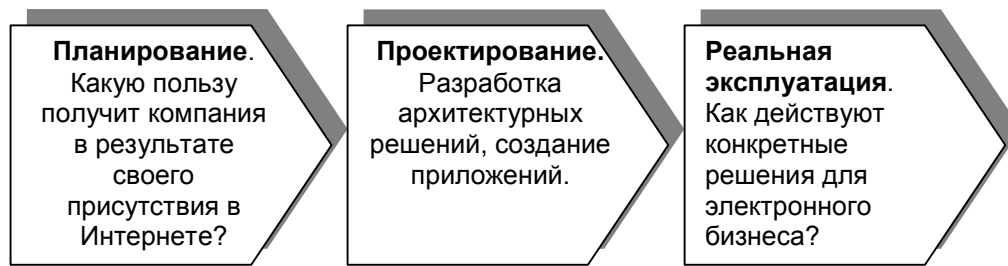 Планирование.
Какую пользу
получит компания
в результате
своего
присутствия в
Интернете?
Проектирование.
Разработка
архитектурных
решений, создание
приложений.
Реальная
эксплуатация.
Как действуют
конкретные
решения для
электронного
бизнеса?